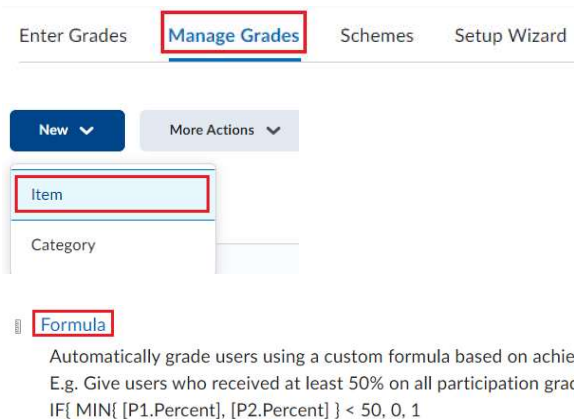 Enter Grades Manage Grades Schemes Setup Wizard
New More Actions
Item
Category
Formula
Automatically grade users using a custom formula based on achie
E.g. Give users who received at least 50% on all participation grad
IF{ MIN{ [P1.Percent], [P2.Percent] } < 50, 0, 1